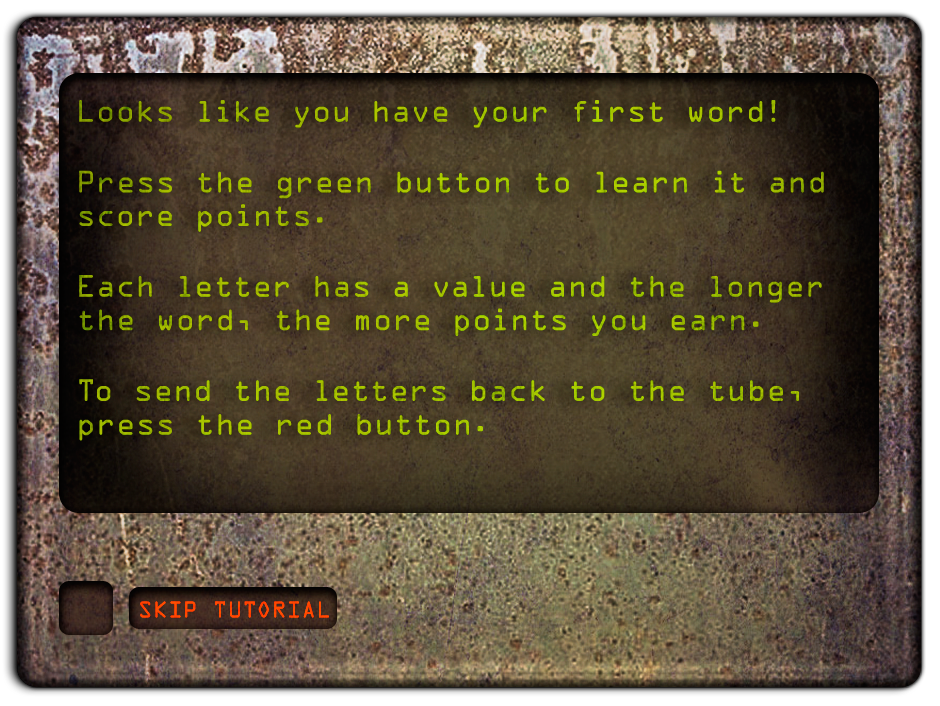 Looks like you have your first word!
Press the green button to learn it and
score points.
Each letter has a value and the longer
the word, the more points you earn.
To send the letters back to the tube,
press the red button.
SKIP TUTORIAL